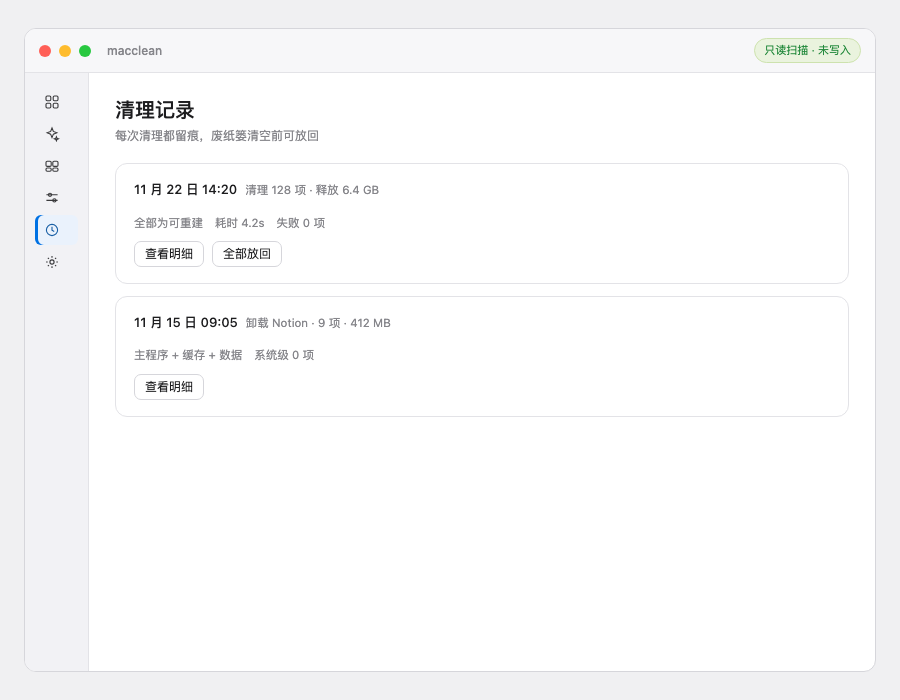 macclean
只读扫描 · 未写入
清理记录
每次清理都留痕，废纸篓清空前可放回
11 月 22 日 14:20 清理 128 项 · 释放 6.4 GB
全部为可重建 耗时 4.2s 失败 0 项
查看明细 全部放回
11 月 15 日 09:05 卸载 Notion · 9 项 · 412 MB
主程序 + 缓存 + 数据 系统级 0 项
查看明细